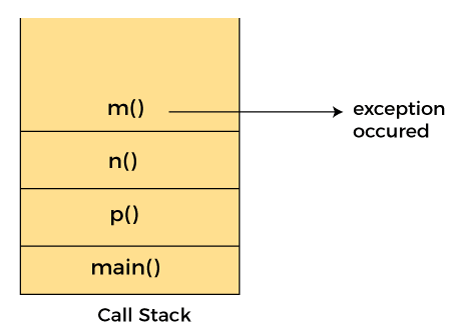 m()
exception
occured
n()
p()
main()
Call Stack